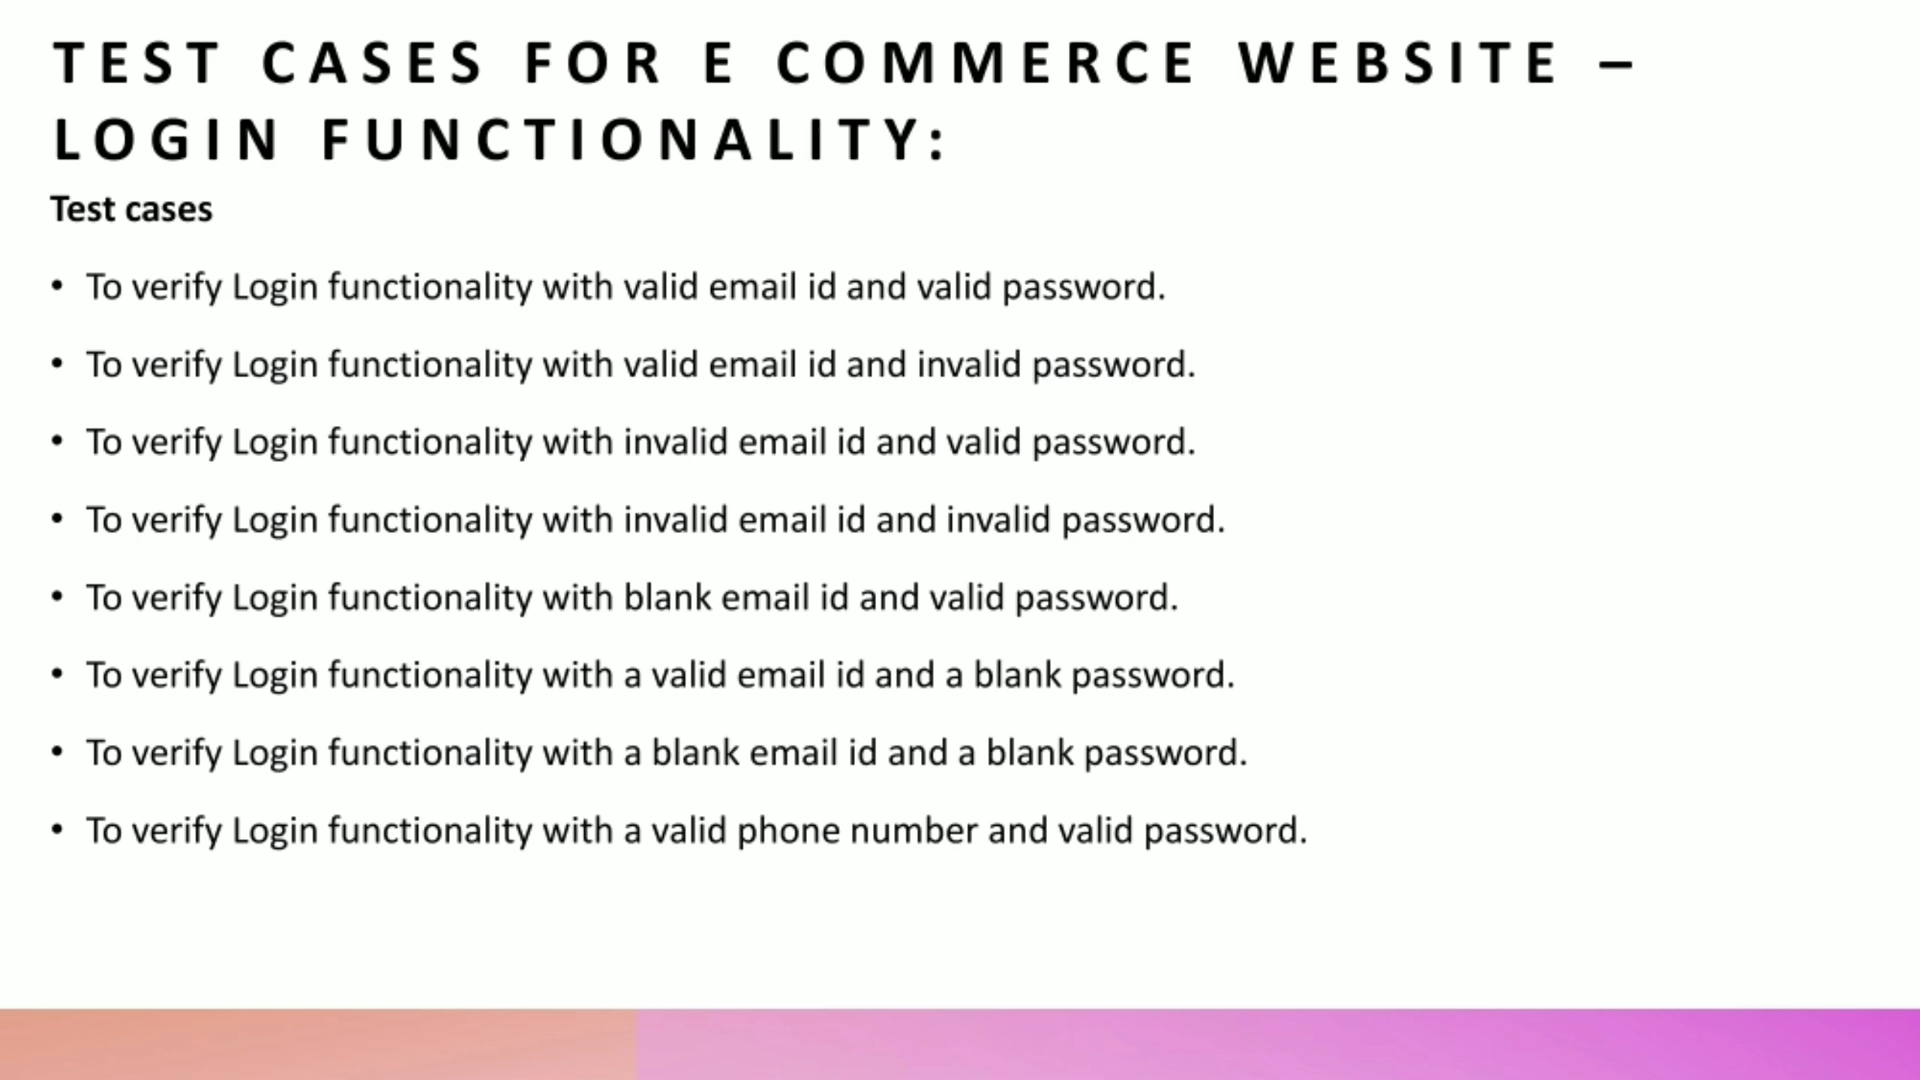 TEST CASES FOR E COMMERCE WEBSITE –
LOGIN FUNCTIONALITY:
Test cases
• To verify Login functionality with valid email id and valid password.
• To verify Login functionality with valid email id and invalid password.
• To verify Login functionality with invalid email id and valid password.
• To verify Login functionality with invalid email id and invalid password.
• To verify Login functionality with blank email id and valid password.
• To verify Login functionality with a valid email id and a blank password.
• To verify Login functionality with a blank email id and a blank password.
• To verify Login functionality with a valid phone number and valid password.